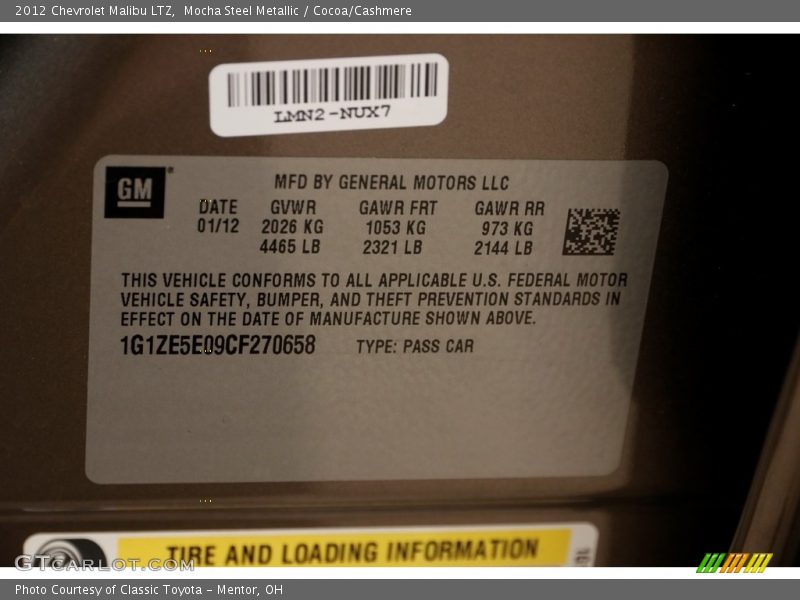 2012 Chevrolet Malibu LTZ,  Mocha Steel Metallic / Cocoa/Cashmere
LMN2-NUX7
GM
MFD BY GENERAL MOTORS LLC
DATE GVWR GAWR FRT GAWR RR
01/12 2026 KG 1053 KG 973 KG
4465 LB 2321 LB 2144 LB
THIS VEHICLE CONFORMS TO ALL APPLICABLE U.S. FEDERAL MOTOR
VEHICLE SAFETY, BUMPER, AND THEFT PREVENTION STANDARDS IN
EFFECT ON THE DATE OF MANUFACTURE SHOWN ABOVE.
1G1ZE5E09CF270658 TYPE: PASS CAR
TIRE AND LOADING INFORMATION
GTCarLot.com
Photo Courtesy of Classic Toyota - Mentor, OH